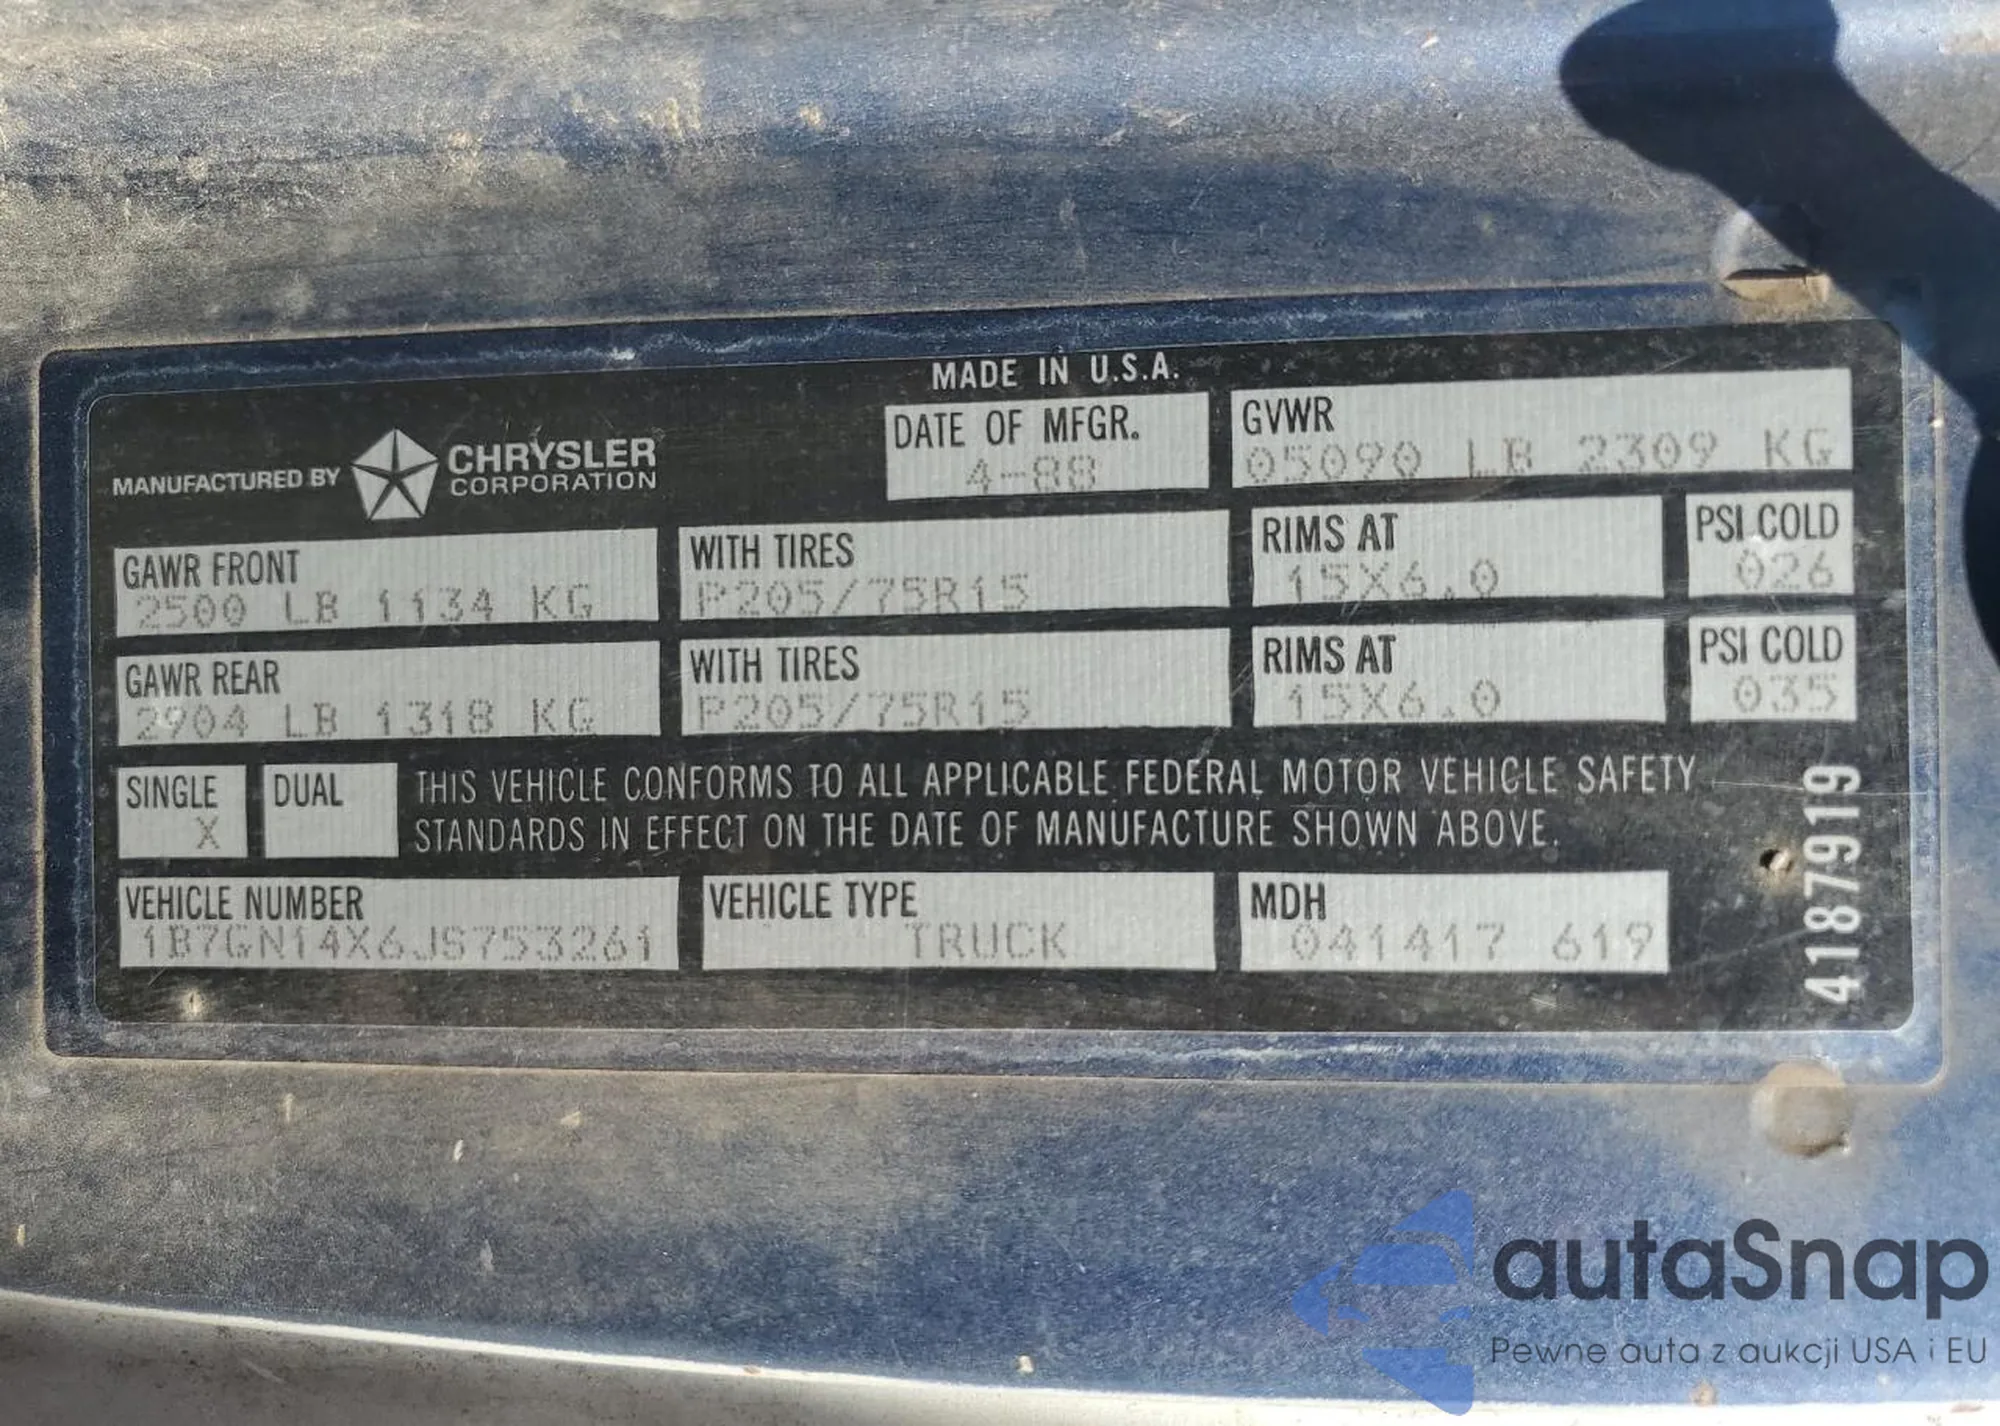 MADE IN U.S.A.
MANUFACTURED BY CHRYSLER CORPORATION
DATE OF MFGR.
4-88
GVWR
05090 LB 2309 KG
GAWR FRONT
2500 LB 1134 KG
WITH TIRES
P205/75R15
RIMS AT
15X6.0
PSI COLD
026
GAWR REAR
2904 LB 1318 KG
WITH TIRES
P205/75R15
RIMS AT
15X6.0
PSI COLD
035
SINGLE
X
DUAL
THIS VEHICLE CONFORMS TO ALL APPLICABLE FEDERAL MOTOR VEHICLE SAFETY
STANDARDS IN EFFECT ON THE DATE OF MANUFACTURE SHOWN ABOVE.
VEHICLE NUMBER
1B7GN14X6JS753261
VEHICLE TYPE
TRUCK
MDH
041417 619
4187919
autaSnap
Pewne auta z aukcji USA i EU